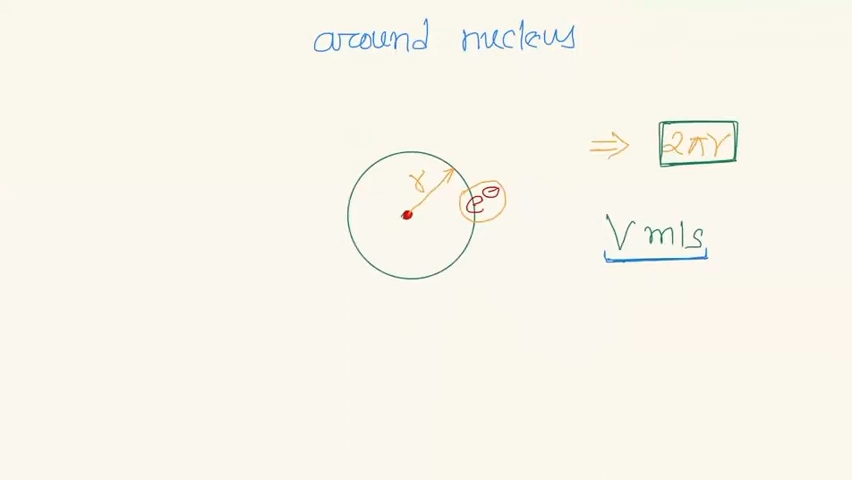 around nucleus
⇒ 2πr
r
e⊖
V m/s